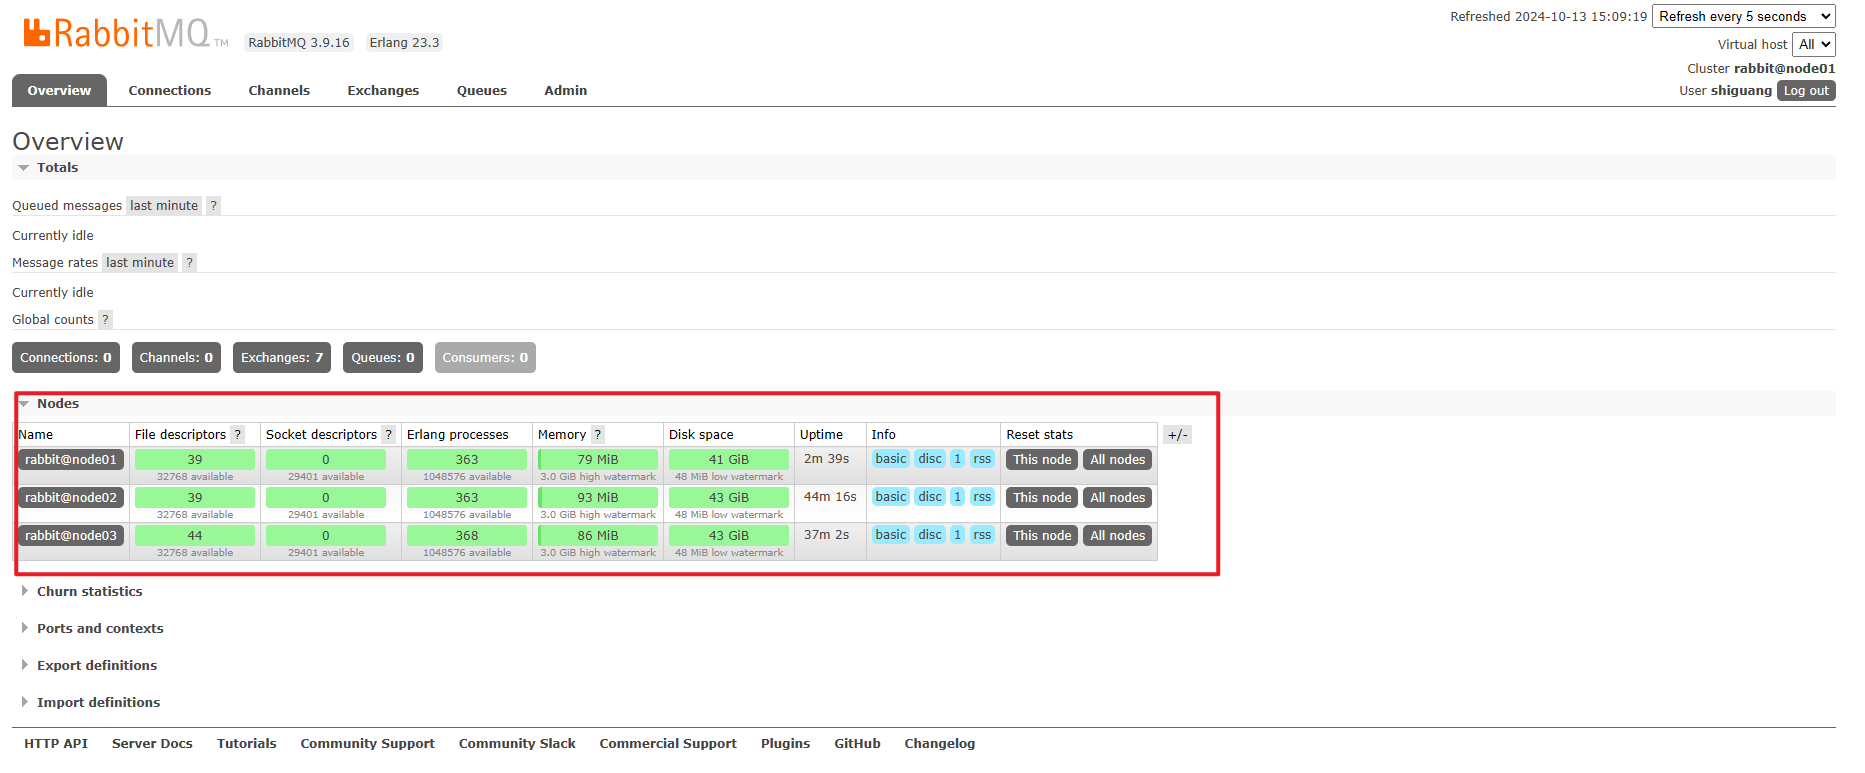 RabbitMQ TM RabbitMQ 3.9.16 Erlang 23.3
Refreshed 2024-10-13 15:09:19 Refresh every 5 seconds
Virtual host All
Cluster rabbit@node01
User shiguang Log out
Overview Connections Channels Exchanges Queues Admin
Overview
Totals
Queued messages last minute ?
Currently idle
Message rates last minute ?
Currently idle
Global counts ?
Connections: 0 Channels: 0 Exchanges: 7 Queues: 0 Consumers: 0
Nodes
Name File descriptors ? Socket descriptors ? Erlang processes Memory ? Disk space Uptime Info Reset stats +/-
rabbit@node01 39 0 363 79 MiB 41 GiB 2m 39s basic disc 1 rss This node All nodes
32768 available 29401 available 1048576 available 3.0 GiB high watermark 48 MiB low watermark
rabbit@node02 39 0 363 93 MiB 43 GiB 44m 16s basic disc 1 rss This node All nodes
32768 available 29401 available 1048576 available 3.0 GiB high watermark 48 MiB low watermark
rabbit@node03 44 0 368 86 MiB 43 GiB 37m 2s basic disc 1 rss This node All nodes
32768 available 29401 available 1048576 available 3.0 GiB high watermark 48 MiB low watermark
Churn statistics
Ports and contexts
Export definitions
Import definitions
HTTP API Server Docs Tutorials Community Support Community Slack Commercial Support Plugins GitHub Changelog